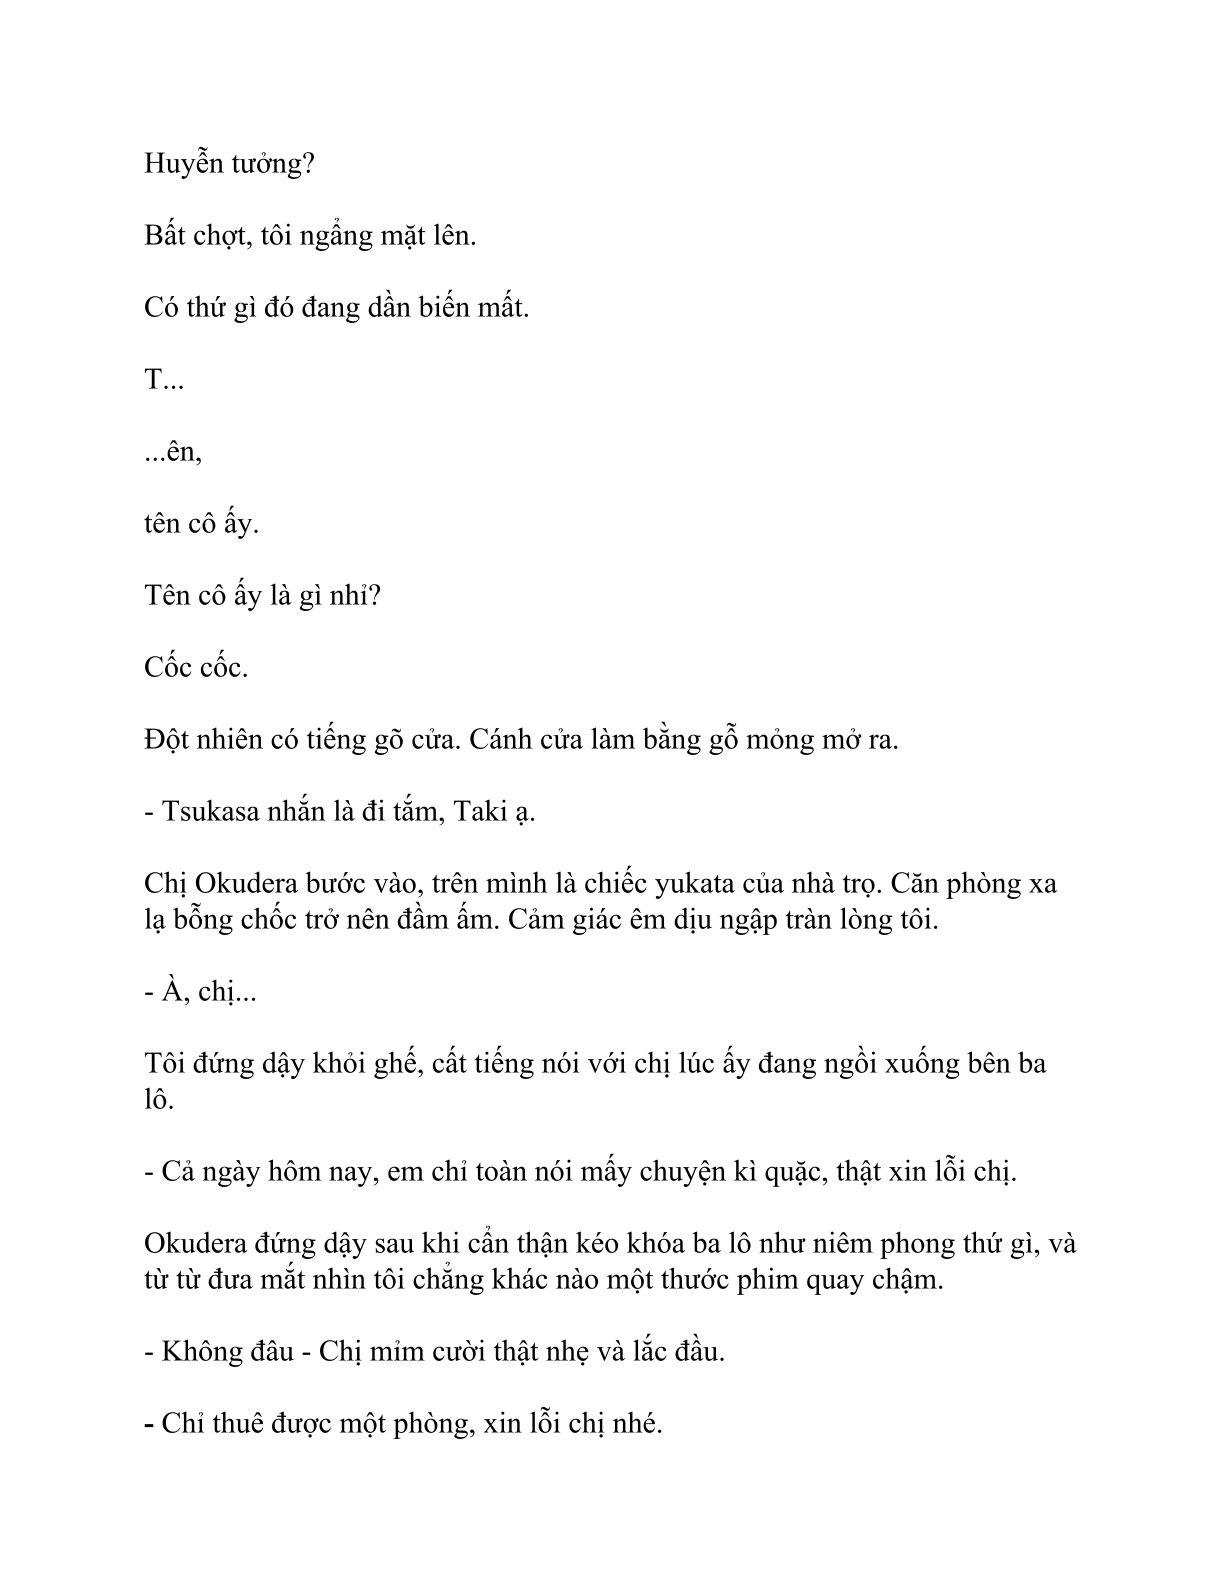 Huyễn tưởng?
Bất chợt, tôi ngẩng mặt lên.
Có thứ gì đó đang dần biến mất.
T...
...ên,
tên cô ấy.
Tên cô ấy là gì nhỉ?
Cốc cốc.
Đột nhiên có tiếng gõ cửa. Cánh cửa làm bằng gỗ mỏng mở ra.
- Tsukasa nhắn là đi tắm, Taki ạ.
Chị Okudera bước vào, trên mình là chiếc yukata của nhà trọ. Căn phòng xa
lạ bỗng chốc trở nên đầm ấm. Cảm giác êm dịu ngập tràn lòng tôi.
- À, chị...
Tôi đứng dậy khỏi ghế, cất tiếng nói với chị lúc ấy đang ngồi xuống bên ba
lô.
- Cả ngày hôm nay, em chỉ toàn nói mấy chuyện kì quặc, thật xin lỗi chị.
Okudera đứng dậy sau khi cẩn thận kéo khóa ba lô như niêm phong thứ gì, và
từ từ đưa mắt nhìn tôi chẳng khác nào một thước phim quay chậm.
- Không đâu - Chị mỉm cười thật nhẹ và lắc đầu.
- Chỉ thuê được một phòng, xin lỗi chị nhé.